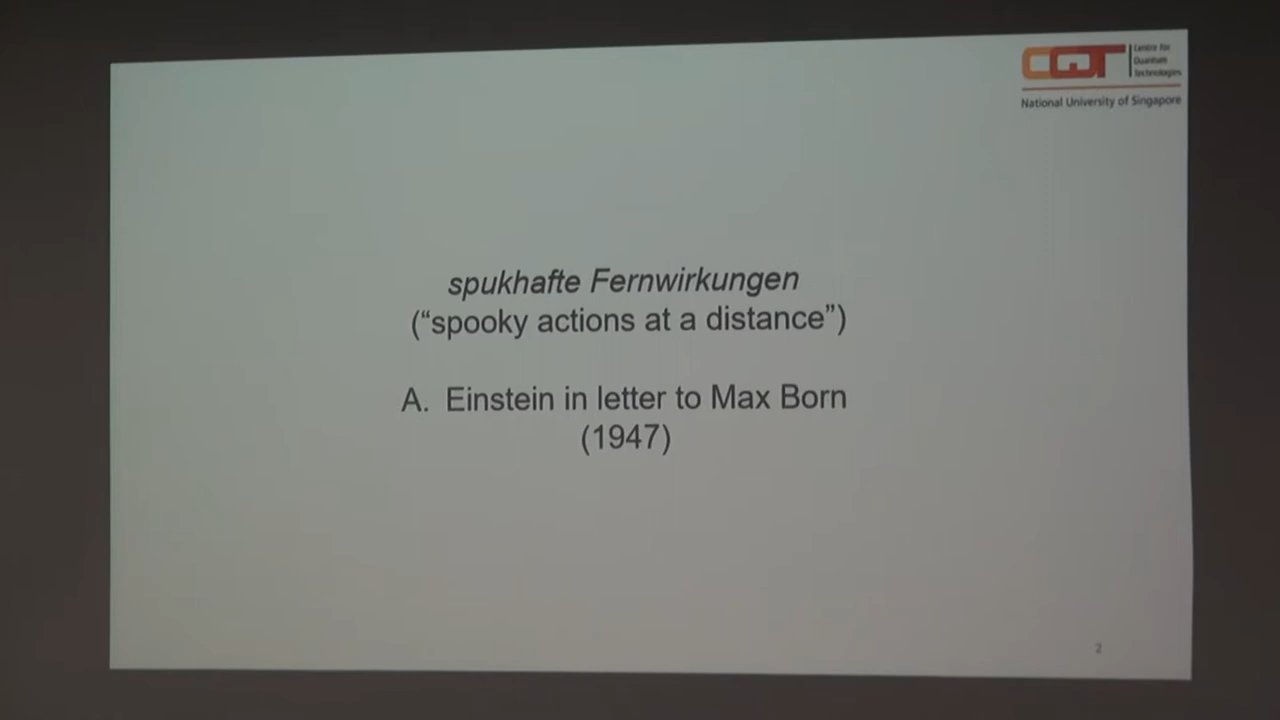 CQT
Centre for
Quantum
Technologies
National University of Singapore
spukhafte Fernwirkungen
(“spooky actions at a distance”)
A. Einstein in letter to Max Born
(1947)
2